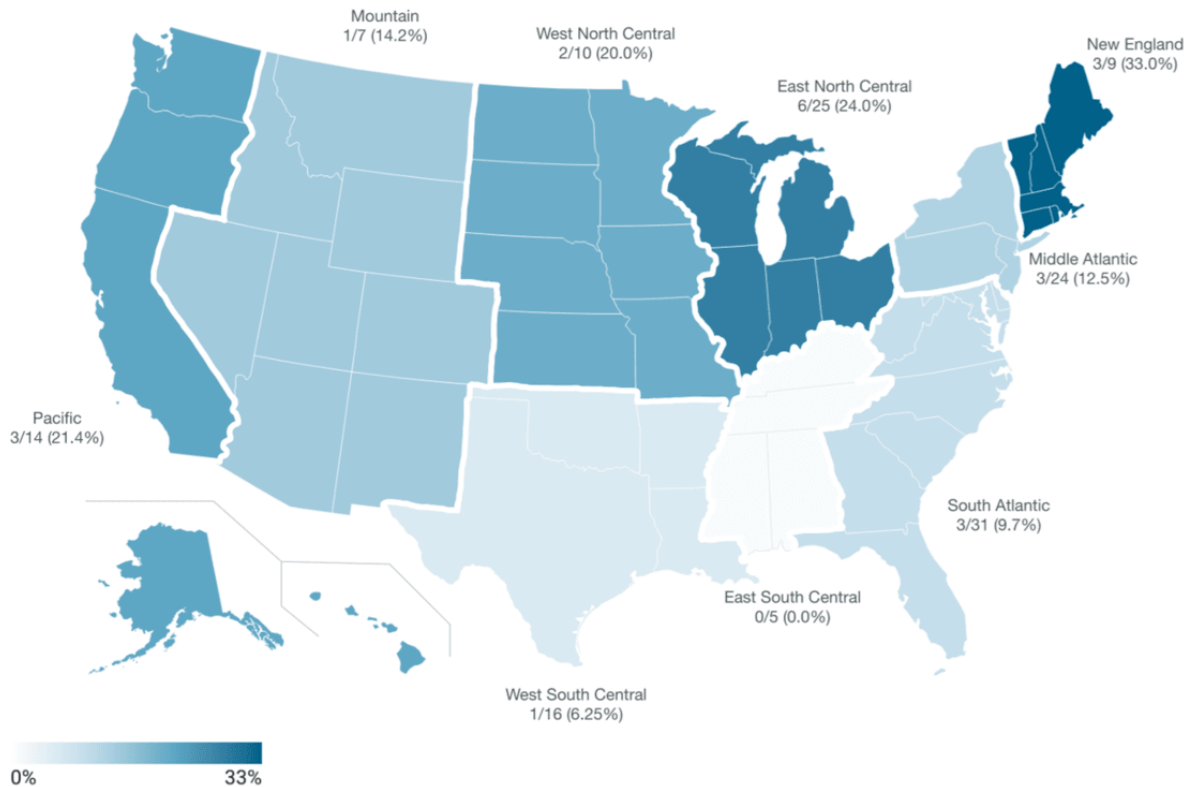 Mountain
1/7 (14.2%)
West North Central
2/10 (20.0%)
New England
3/9 (33.0%)
East North Central
6/25 (24.0%)
Middle Atlantic
3/24 (12.5%)
Pacific
3/14 (21.4%)
South Atlantic
3/31 (9.7%)
East South Central
0/5 (0.0%)
West South Central
1/16 (6.25%)
0%
33%